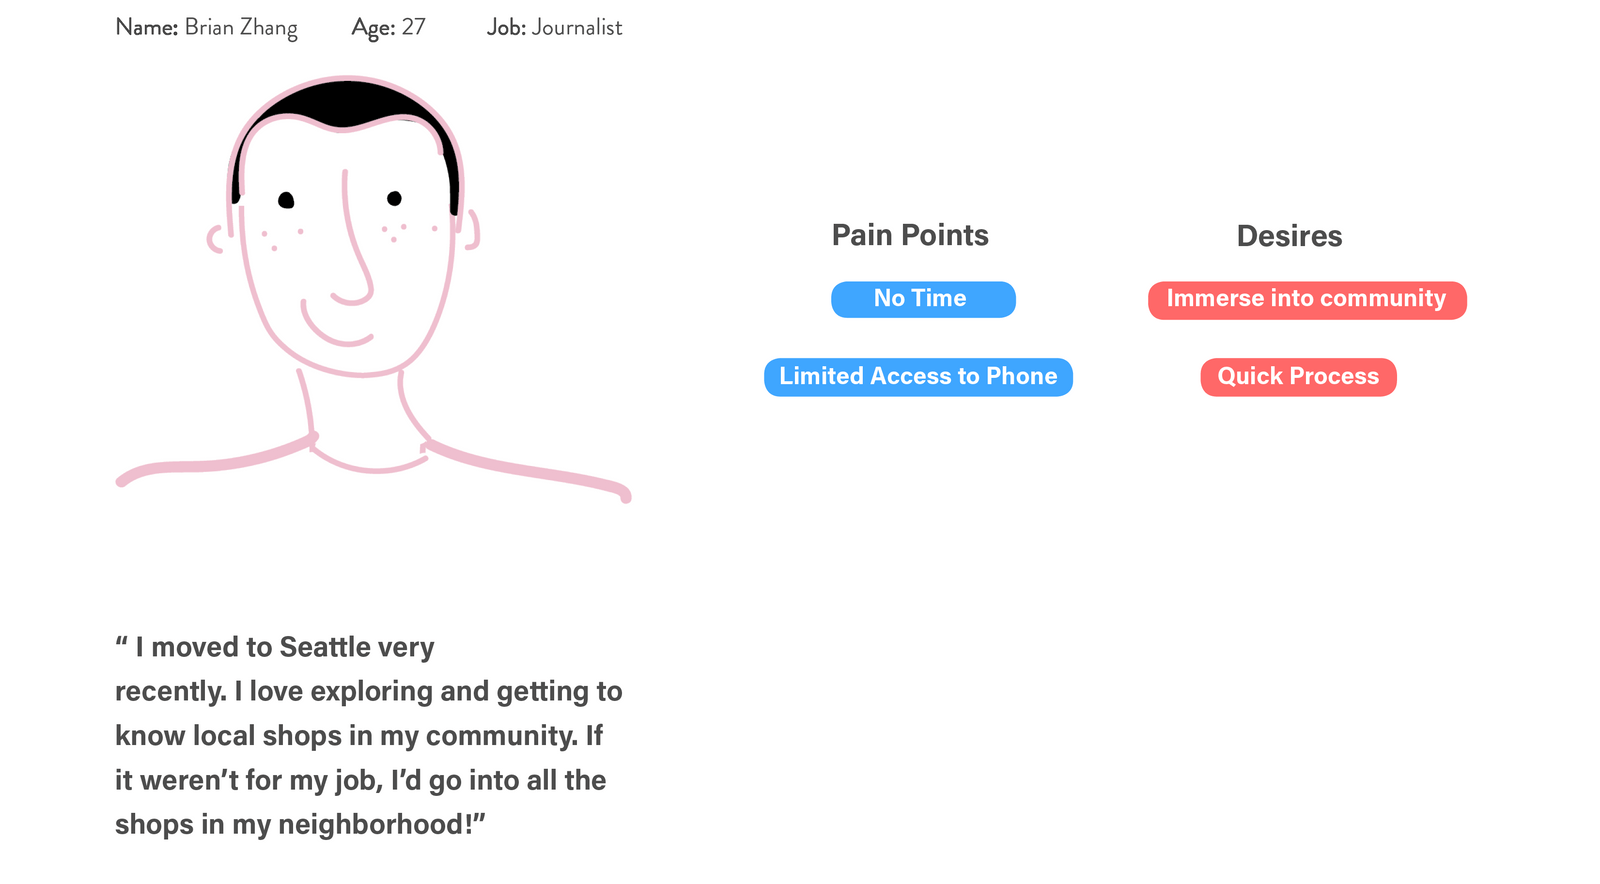 Name: Brian Zhang Age: 27 Job: Journalist
Pain Points Desires
No Time Immerse into community
Limited Access to Phone Quick Process
“ I moved to Seattle very
recently. I love exploring and getting to
know local shops in my community. If
it weren’t for my job, I’d go into all the
shops in my neighborhood!”